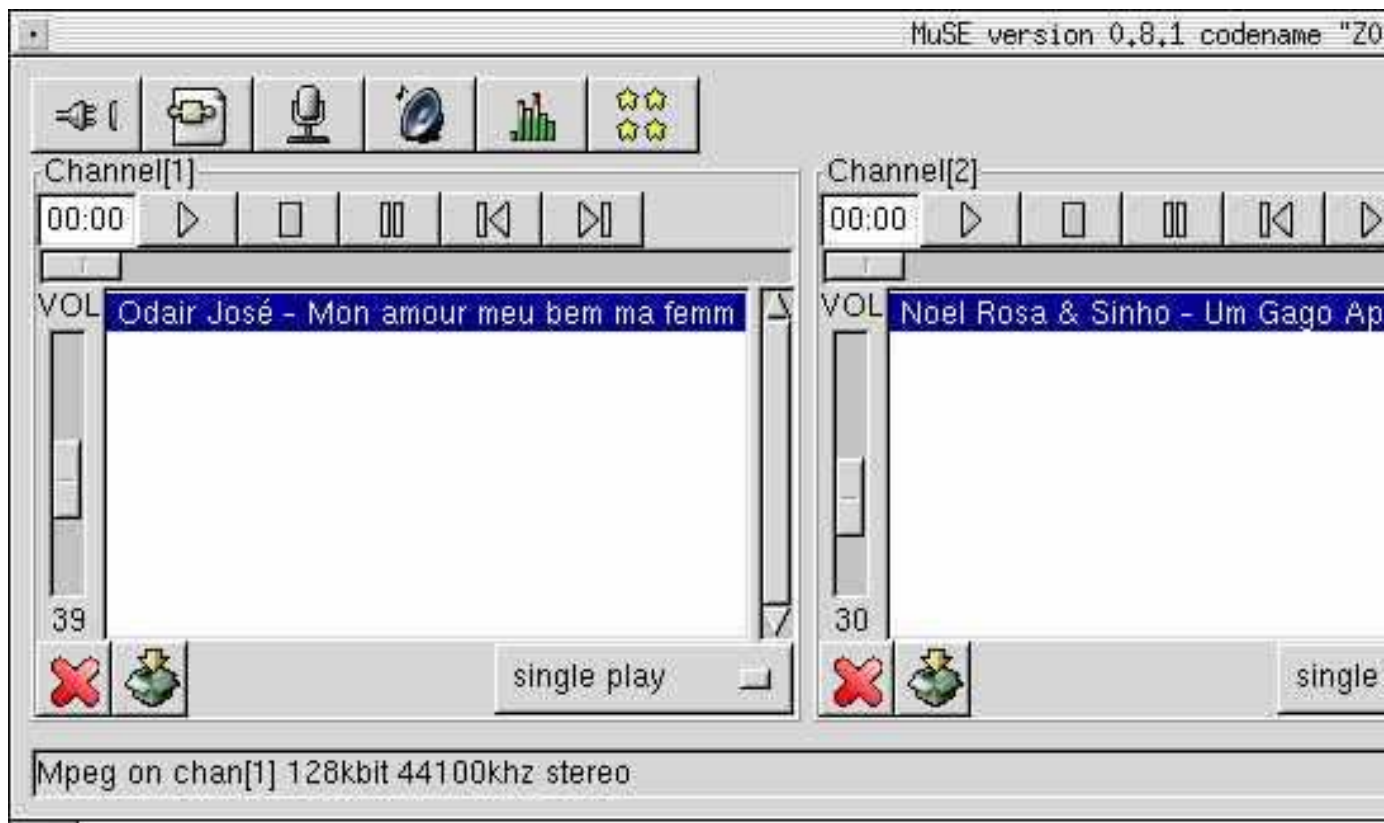 MuSE version 0.8.1 codename "ZO
Channel[1]
00:00
VOL
Odair José - Mon amour meu bem ma femm
39
single play
Channel[2]
00:00
VOL
Noel Rosa & Sinho - Um Gago Ap
30
single
Mpeg on chan[1] 128kbit 44100khz stereo